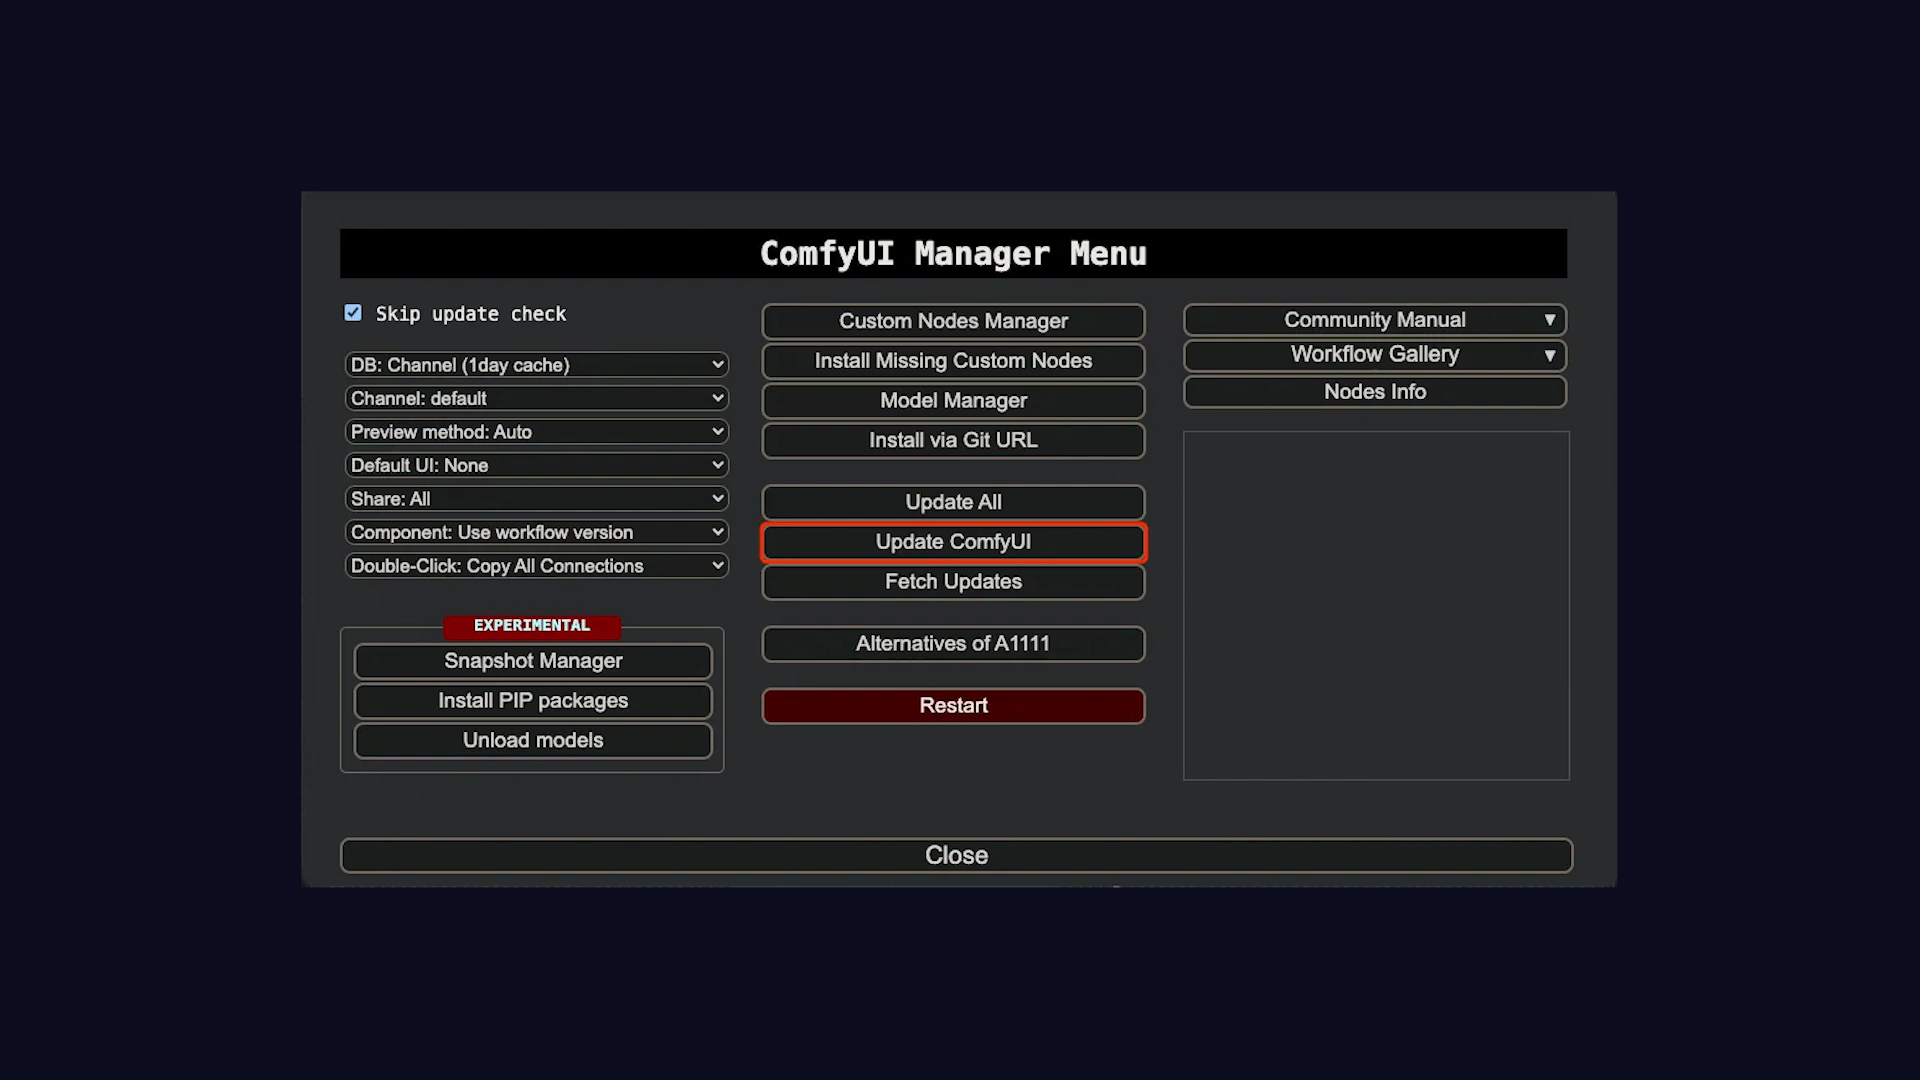 ComfyUI Manager Menu
Skip update check
DB: Channel (1day cache)
Channel: default
Preview method: Auto
Default UI: None
Share: All
Component: Use workflow version
Double-Click: Copy All Connections
EXPERIMENTAL
Snapshot Manager
Install PIP packages
Unload models
Custom Nodes Manager
Install Missing Custom Nodes
Model Manager
Install via Git URL
Update All
Update ComfyUI
Fetch Updates
Alternatives of A1111
Restart
Community Manual
Workflow Gallery
Nodes Info
Close